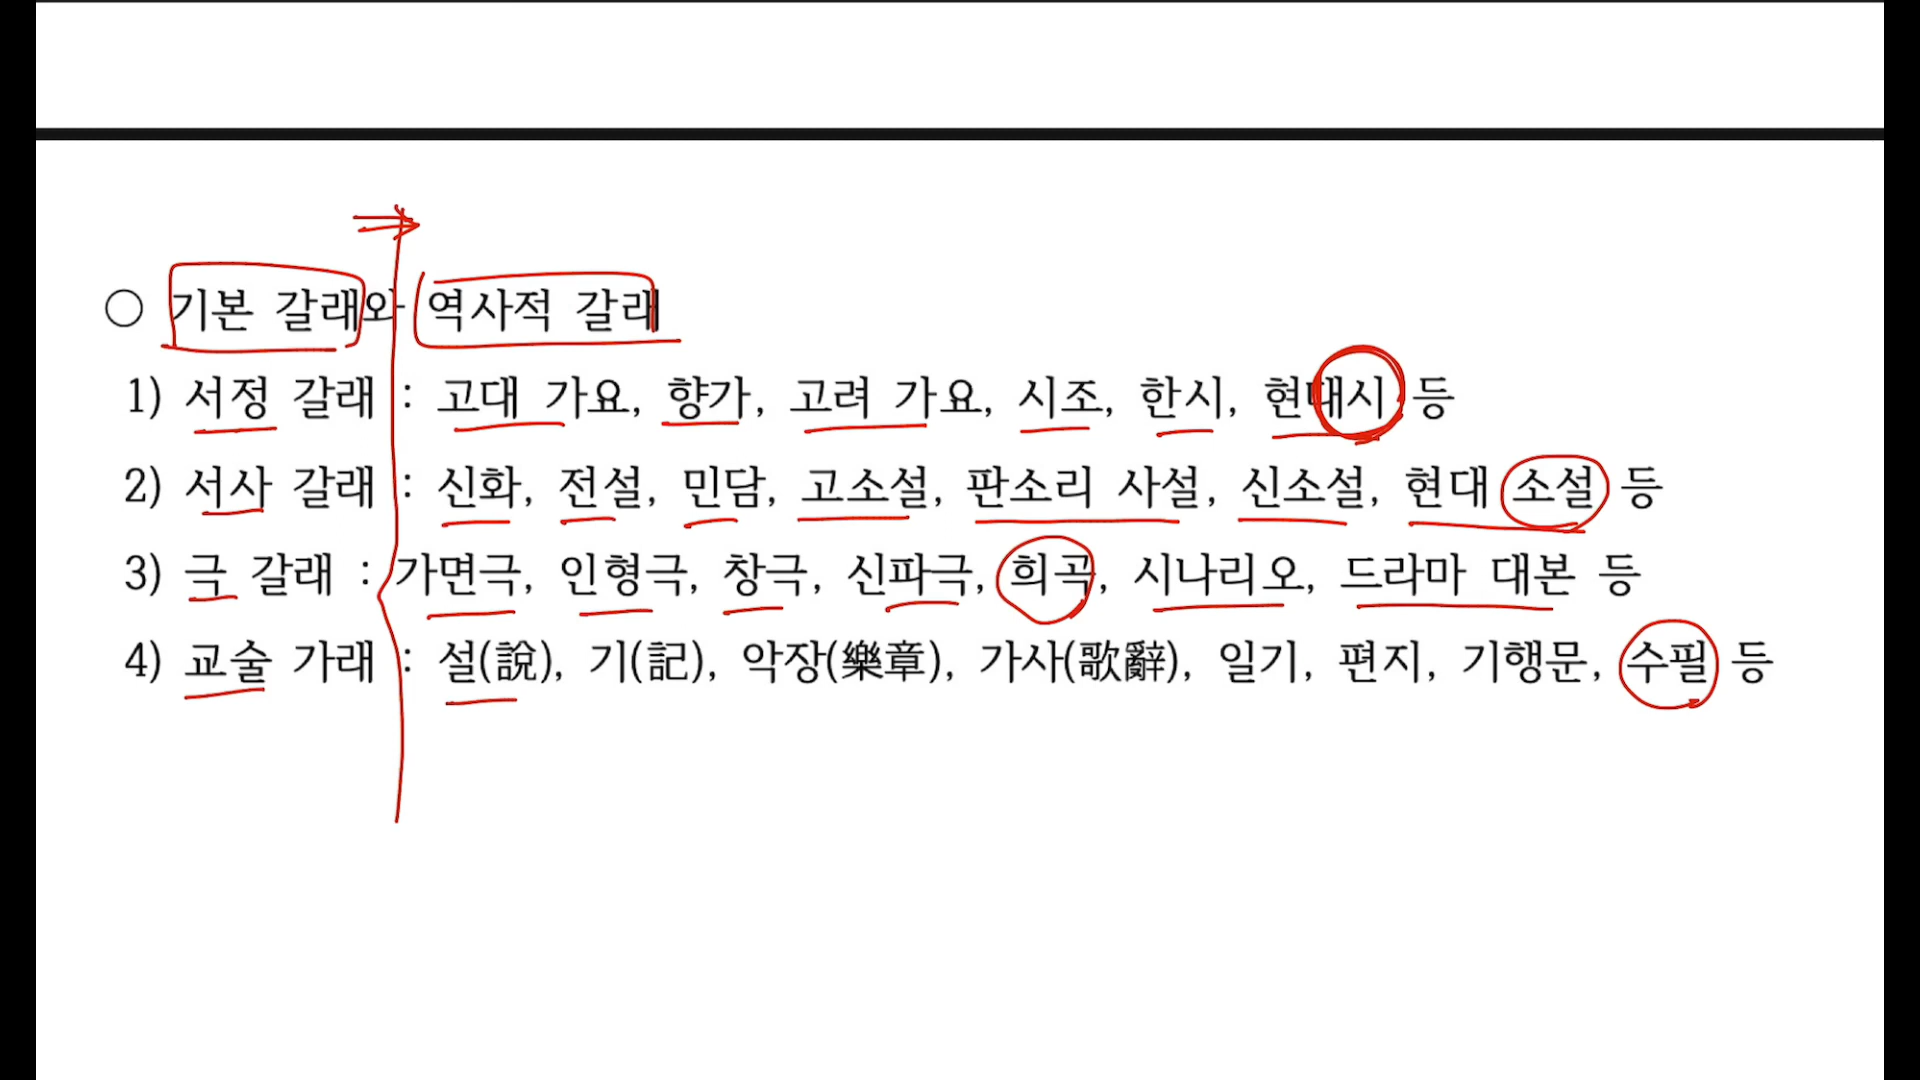 ○ 기본 갈래와 역사적 갈래
1) 서정 갈래 : 고대 가요, 향가, 고려 가요, 시조, 한시, 현대시 등
2) 서사 갈래 : 신화, 전설, 민담, 고소설, 판소리 사설, 신소설, 현대 소설 등
3) 극 갈래 : 가면극, 인형극, 창극, 신파극, 희곡, 시나리오, 드라마 대본 등
4) 교술 가래 : 설(說), 기(記), 악장(樂章), 가사(歌辭), 일기, 편지, 기행문, 수필 등